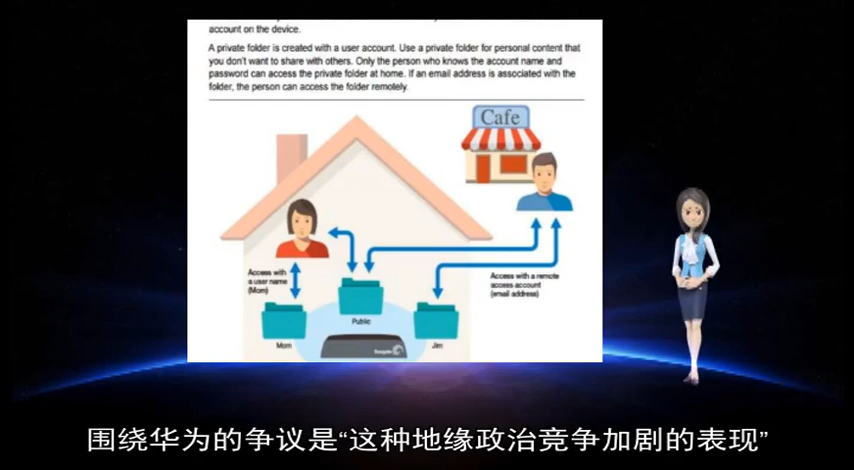 account on the device.
A private folder is created with a user account. Use a private folder for personal content that
you don't want to share with others. Only the person who knows the account name and
password can access the private folder at home. If an email address is associated with the
folder, the person can access the folder remotely.
Cafe
Access with
a user name
(Mom)
Access with a remote
access account
(email address)
Public
Mom
Jim
Seagate
围绕华为的争议是“这种地缘政治竞争加剧的表现”